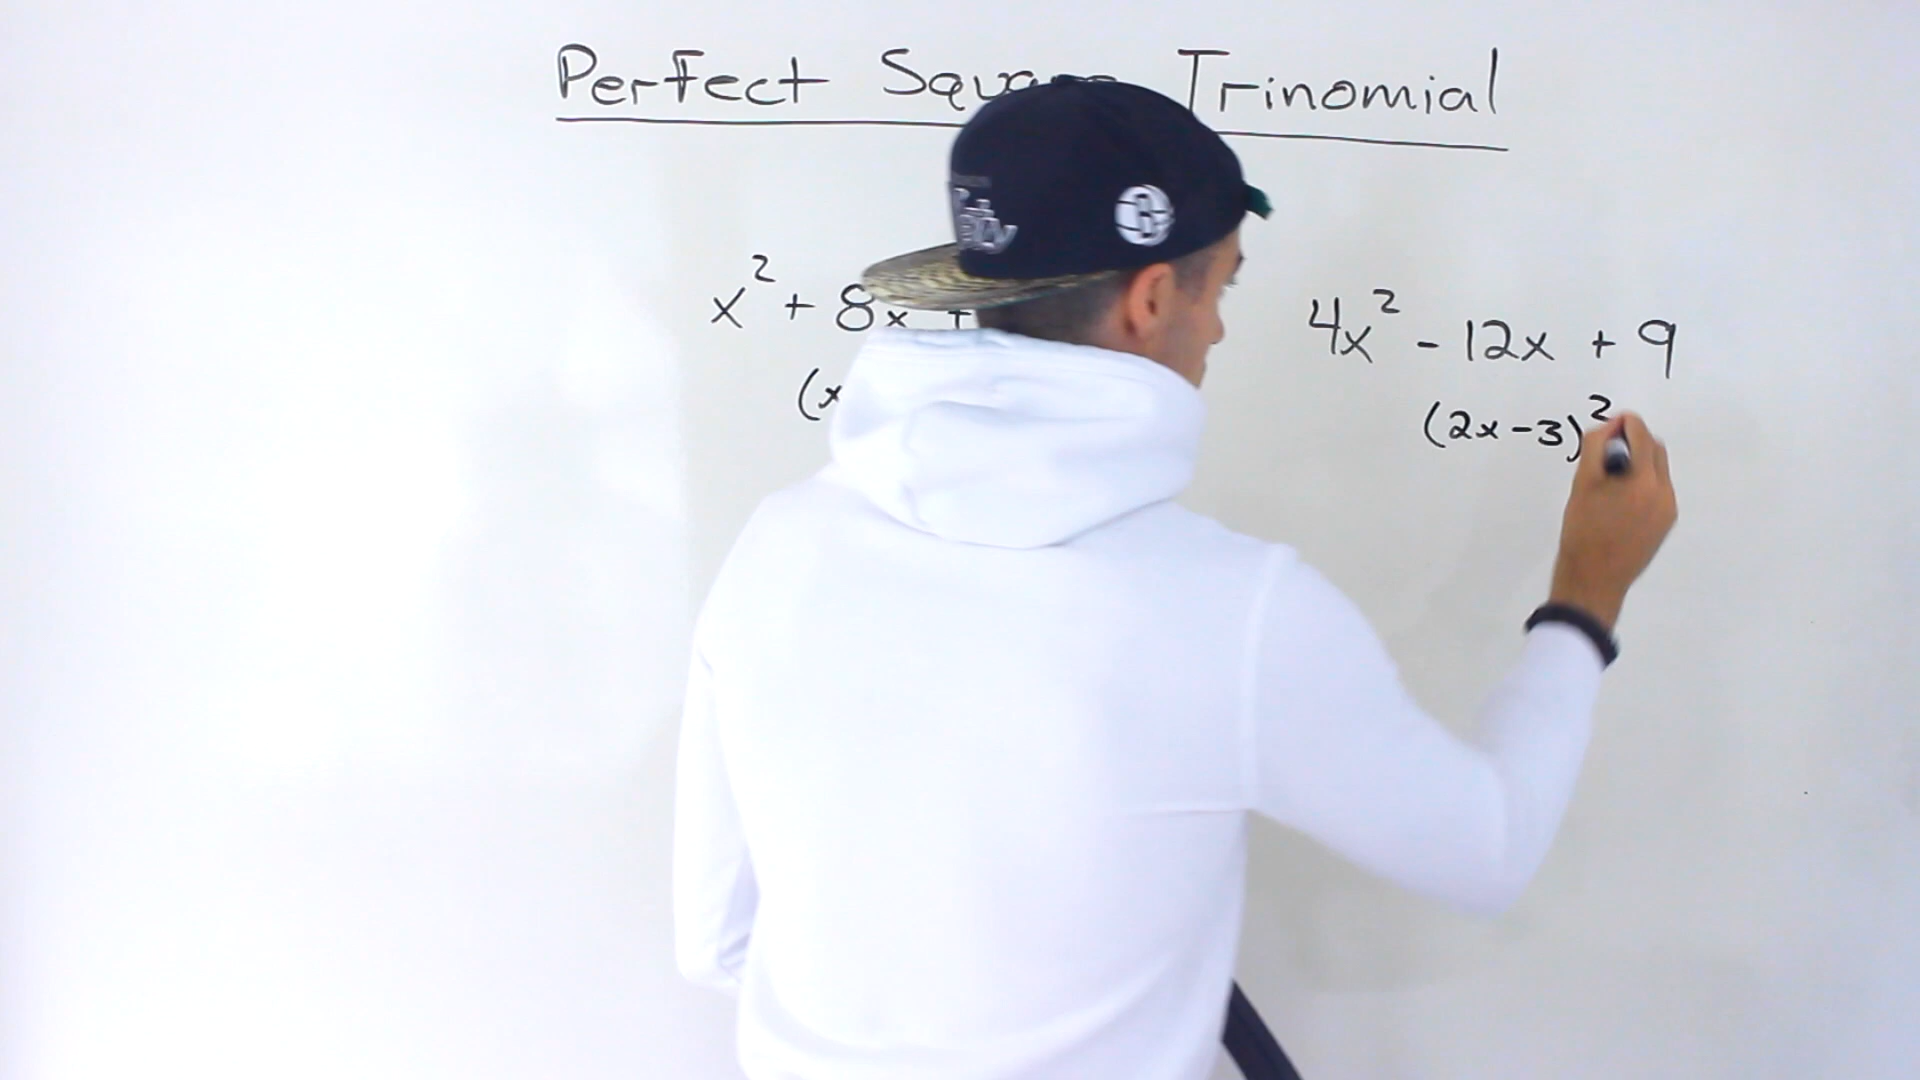 Perfect Square Trinomial
x² + 8x +
4x² - 12x + 9
(x
(2x-3)²
B